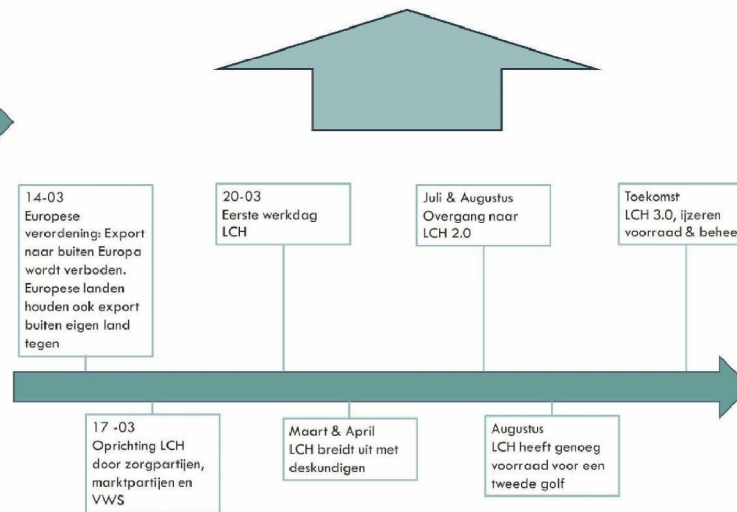 14-03
Europese
verordening: Export
naar buiten Europa
wordt verboden.
Europese landen
houden ook export
buiten eigen land
tegen
17 -03
Oprichting LCH
door zorgpartijen,
marktpartijen en
VWS
20-03
Eerste werkdag
LCH
Maart & April
LCH breidt uit met
deskundigen
Juli & Augustus
Overgang naar
LCH 2.0
Augustus
LCH heeft genoeg
voorraad voor een
tweede golf
Toekomst
LCH 3.0, ijzeren
voorraad & behee